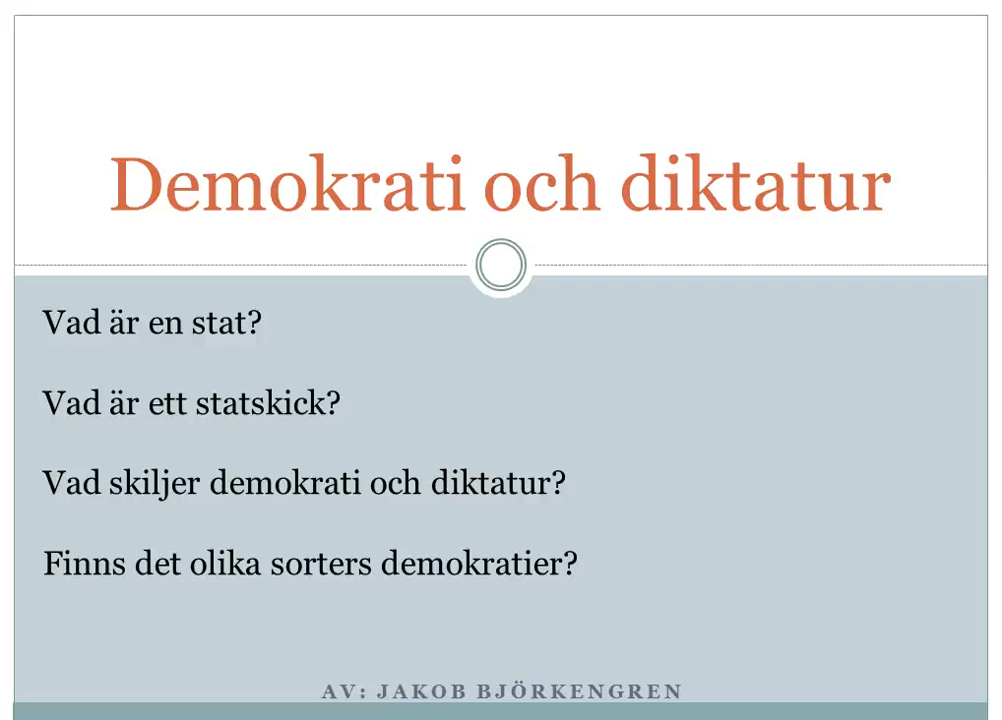 Demokrati och diktatur
Vad är en stat?
Vad är ett statskick?
Vad skiljer demokrati och diktatur?
Finns det olika sorters demokratier?
AV: JAKOB BJÖRKENGREN